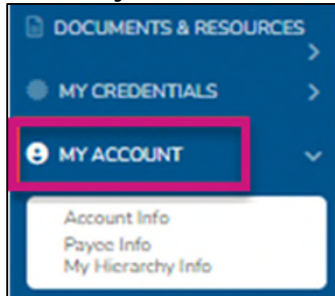 DOCUMENTS & RESOURCES
MY CREDENTIALS
MY ACCOUNT
Account Info
Payee Info
My Hierarchy Info